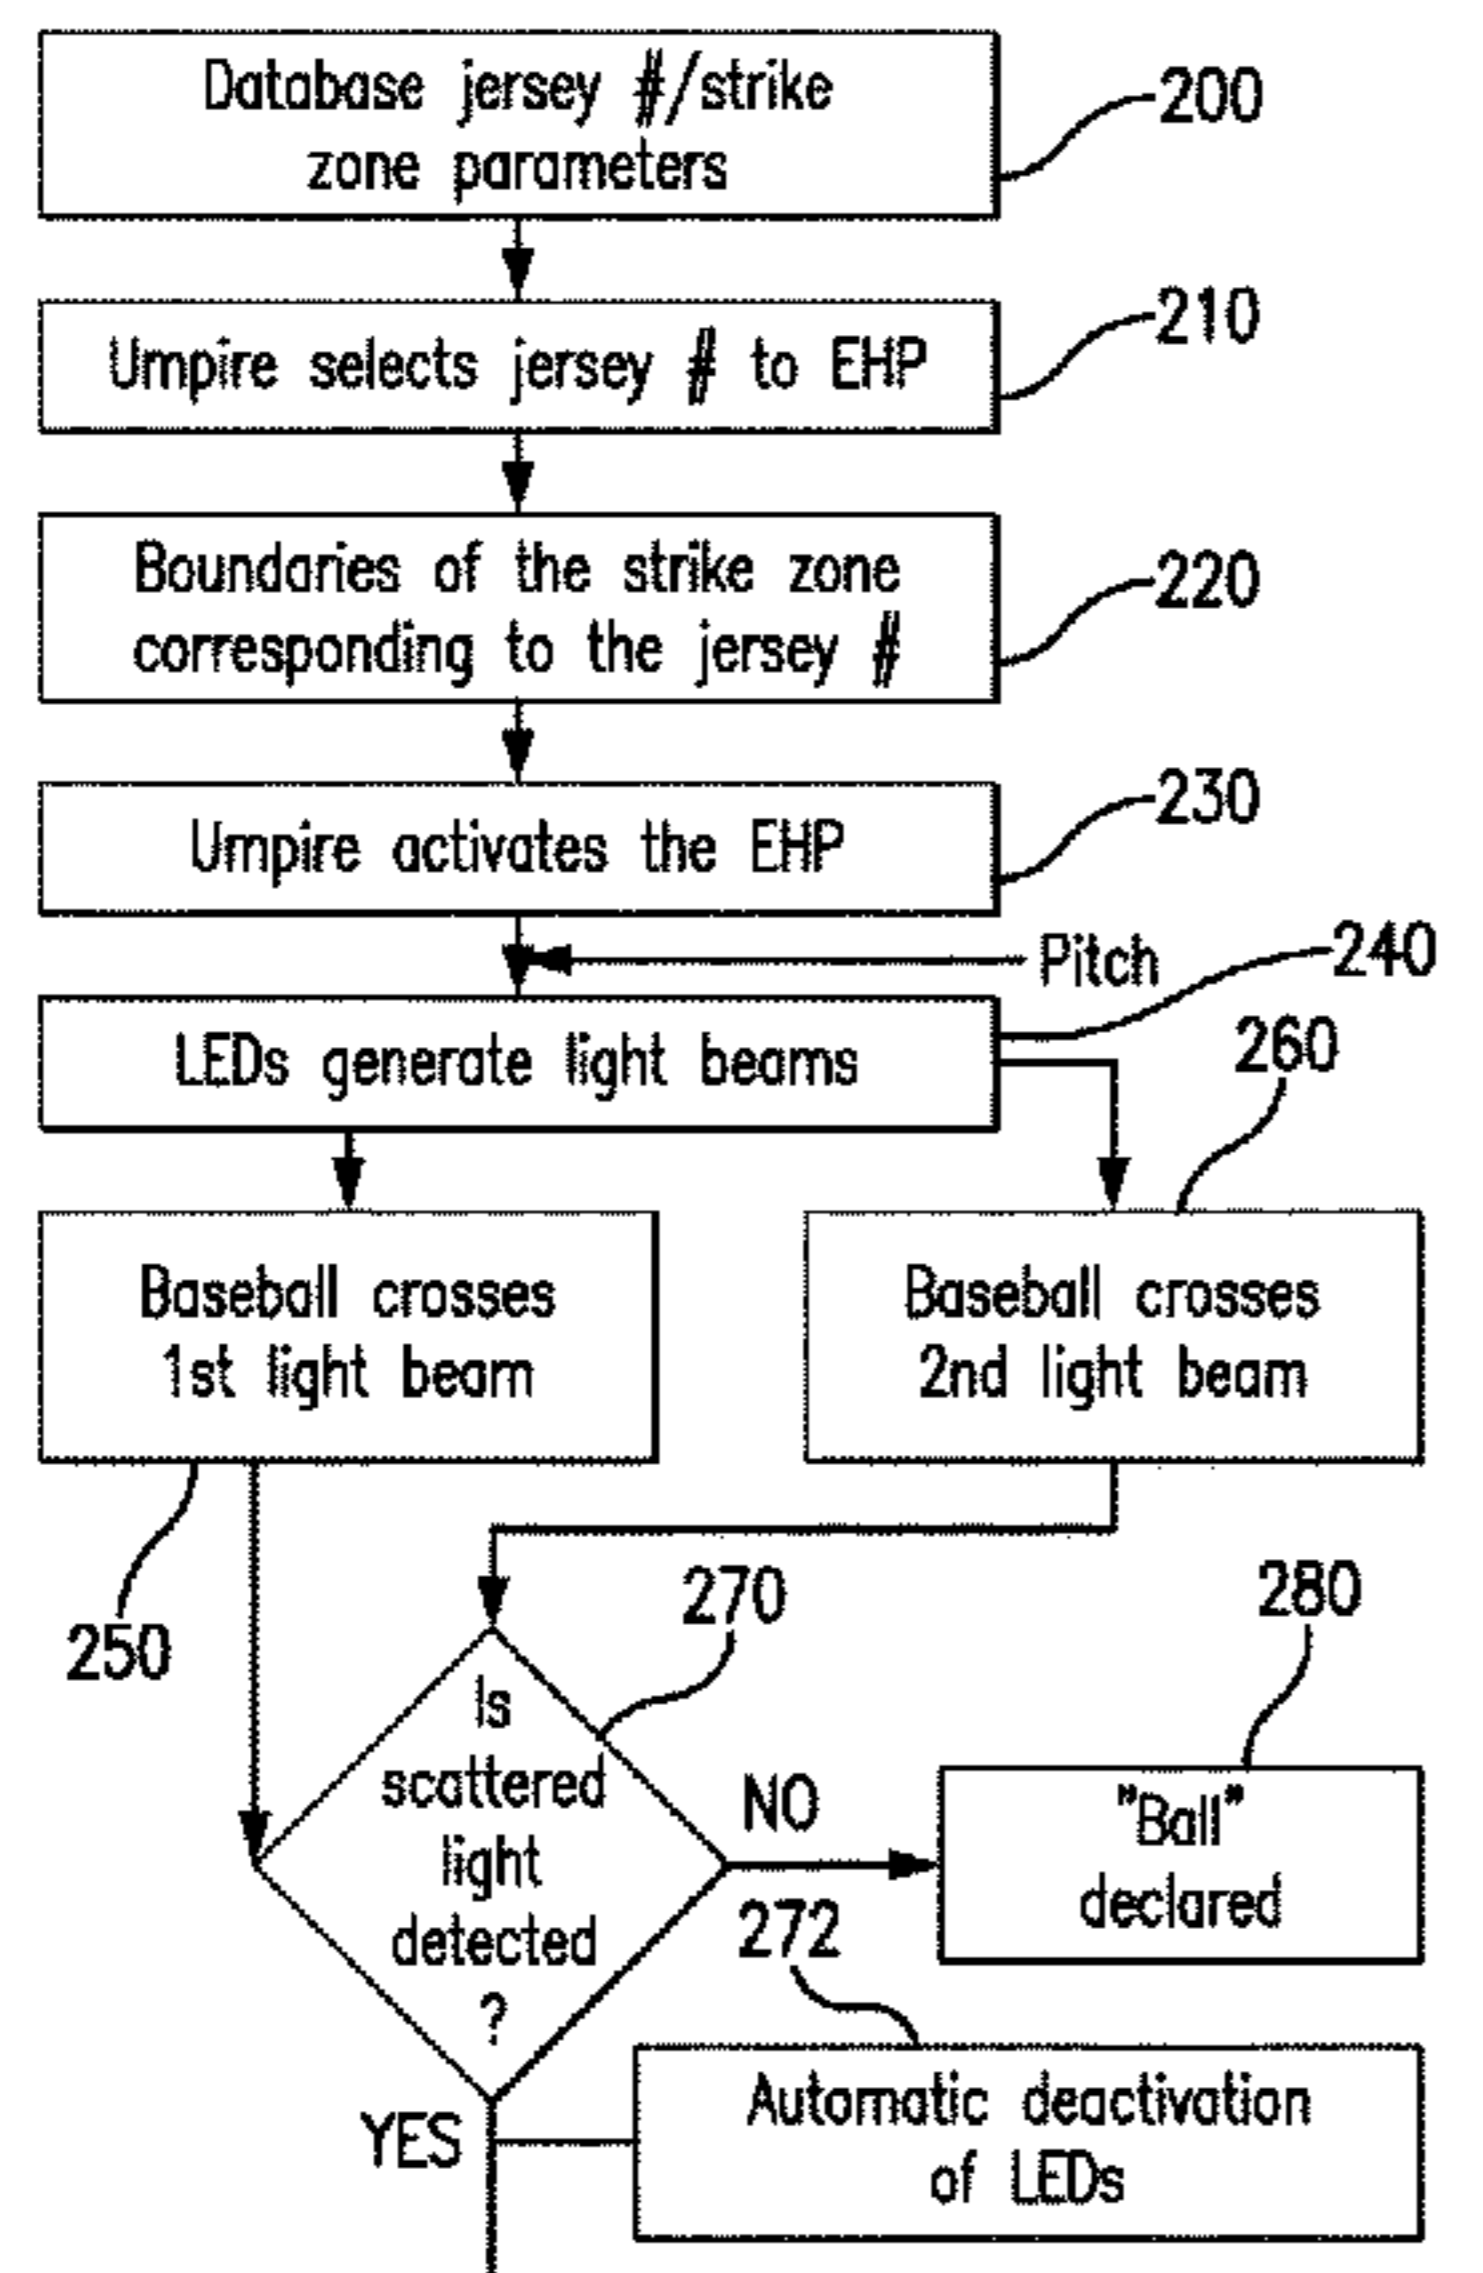 Database jersey #/strike
zone parameters
200
Umpire selects jersey # to EHP
210
Boundaries of the strike zone
corresponding to the jersey #
220
Umpire activates the EHP
230
Pitch
240
LEDs generate light beams
260
Baseball crosses
1st light beam
250
Baseball crosses
2nd light beam
270
Is
scattered
light
detected
?
NO
280
"Ball"
declared
272
YES
Automatic deactivation
of LEDs